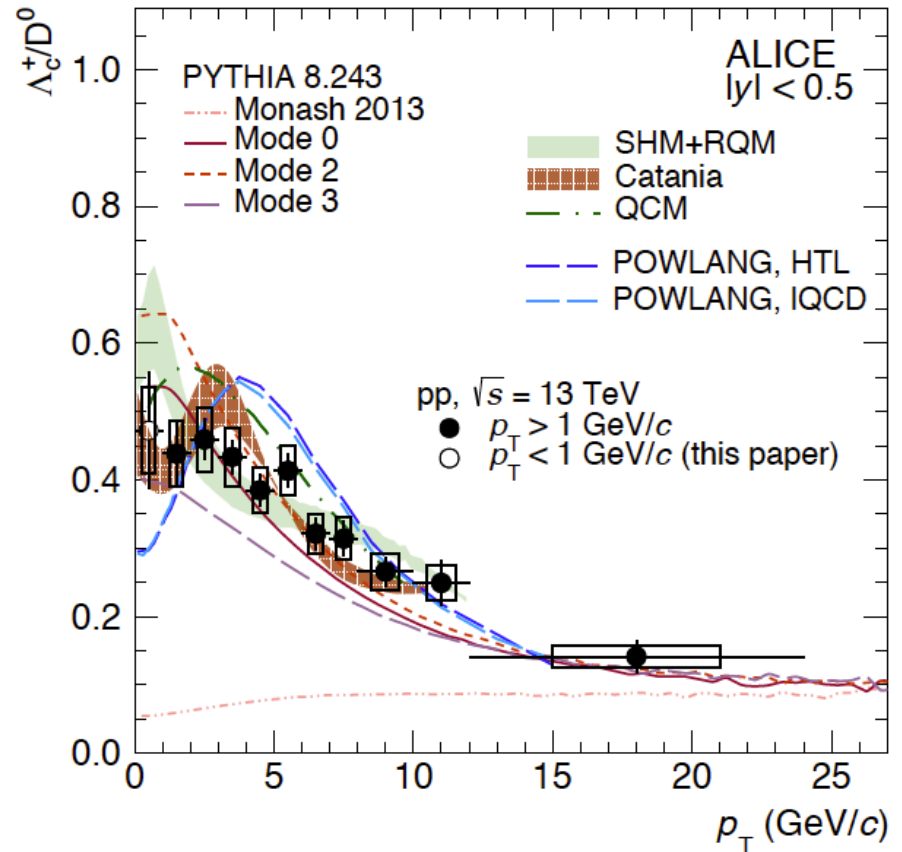 Λc⁺/D⁰
ALICE
|y| < 0.5
PYTHIA 8.243
Monash 2013
Mode 0
Mode 2
Mode 3
SHM+RQM
Catania
QCM
POWLANG, HTL
POWLANG, lQCD
pp, √s = 13 TeV
pT > 1 GeV/c
pT < 1 GeV/c (this paper)
1.0
0.8
0.6
0.4
0.2
0.0
0 5 10 15 20 25
pT (GeV/c)